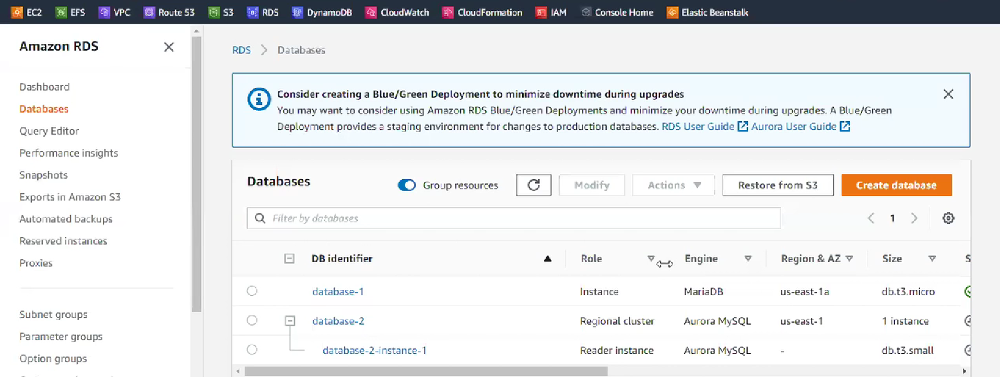 EC2 EFS VPC Route 53 S3 RDS DynamoDB CloudWatch CloudFormation IAM Console Home Elastic Beanstalk
Amazon RDS
Dashboard
Databases
Query Editor
Performance insights
Snapshots
Exports in Amazon S3
Automated backups
Reserved instances
Proxies
Subnet groups
Parameter groups
Option groups
RDS > Databases
Consider creating a Blue/Green Deployment to minimize downtime during upgrades
You may want to consider using Amazon RDS Blue/Green Deployments and minimize your downtime during upgrades. A Blue/Green
Deployment provides a staging environment for changes to production databases. RDS User Guide Aurora User Guide
Databases Group resources Modify Actions Restore from S3 Create database
Filter by databases 1
DB identifier Role Engine Region & AZ Size S
database-1 Instance MariaDB us-east-1a db.t3.micro
database-2 Regional cluster Aurora MySQL us-east-1 1 instance
database-2-instance-1 Reader instance Aurora MySQL - db.t3.small